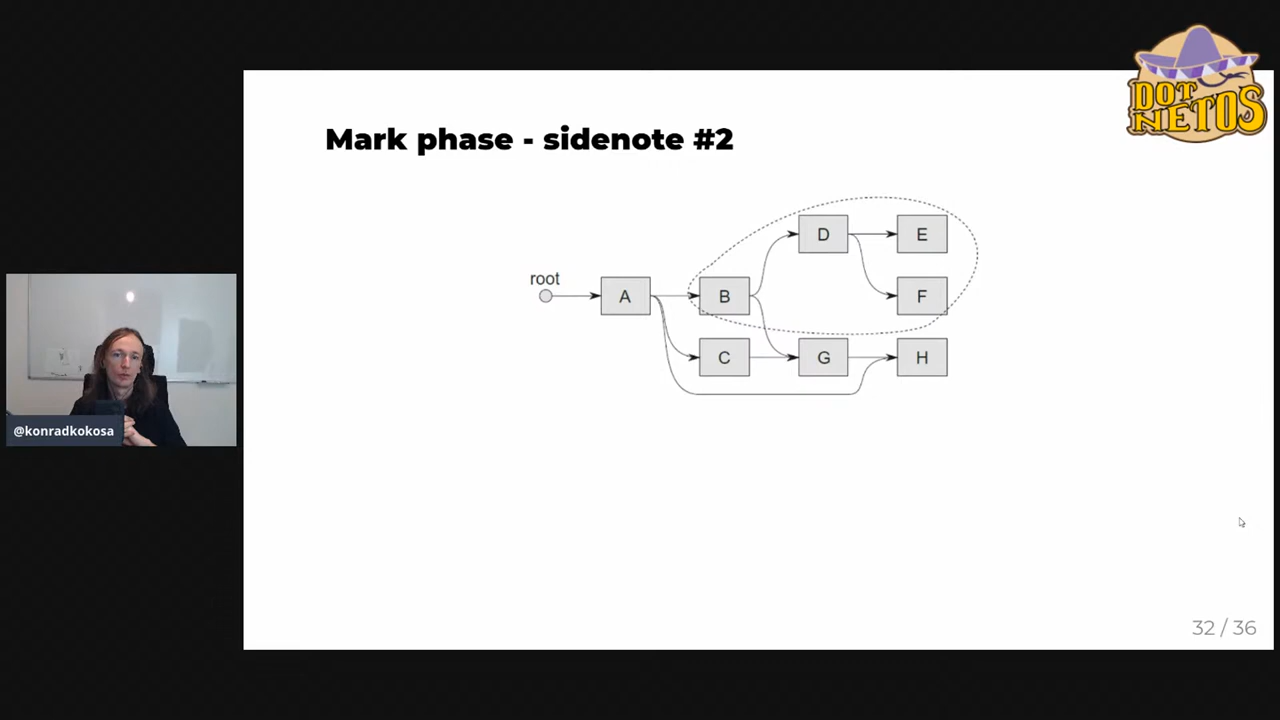 DOT
NETOS
Mark phase - sidenote #2
root
A
B
C
D
E
F
G
H
@konradkokosa
32 / 36